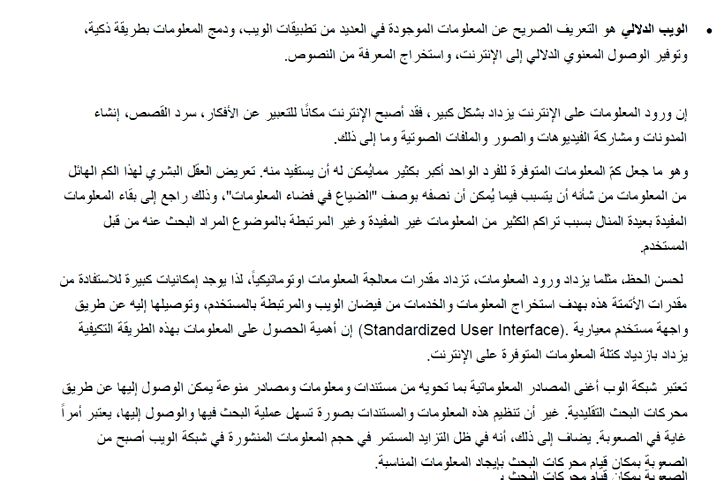 • الويب الدلالي هو التعريف الصريح عن المعلومات الموجودة في العديد من تطبيقات الويب، ودمج المعلومات بطريقة ذكية،
وتوفير الوصول المعنوي الدلالي إلى الإنترنت، واستخراج المعرفة من النصوص.
إن ورود المعلومات على الإنترنت يزداد بشكل كبير، فقد أصبح الإنترنت مكانًا للتعبير عن الأفكار، سرد القصص، إنشاء
المدونات ومشاركة الفيديوهات والصور والملفات الصوتية وما إلى ذلك.
وهو ما جعل كمّ المعلومات المتوفرة للفرد الواحد أكبر بكثير ممايُمكن له أن يستفيد منه. تعريض العقل البشري لهذا الكم الهائل
من المعلومات من شأنه أن يتسبب فيما يُمكن أن نصفه بوصف "الضياع في فضاء المعلومات"، وذلك راجع إلى بقاء المعلومات
المفيدة بعيدة المنال بسبب تراكم الكثير من المعلومات غير المفيدة وغير المرتبطة بالموضوع المراد البحث عنه من قبل
المستخدم.
لحسن الحظ، مثلما يزداد ورود المعلومات، تزداد مقدرات معالجة المعلومات اوتوماتيكياً، لذا يوجد إمكانيات كبيرة للاستفادة من
مقدرات الأتمتة هذه بهدف استخراج المعلومات والخدمات من فيضان الويب والمرتبطة بالمستخدم، وتوصيلها إليه عن طريق
واجهة مستخدم معيارية .(Standardized User Interface) إن أهمية الحصول على المعلومات بهذه الطريقة التكيفية
يزداد بازدياد كتلة المعلومات المتوفرة على الإنترنت.
تعتبر شبكة الوب أغنى المصادر المعلوماتية بما تحويه من مستندات ومعلومات ومصادر منوعة يمكن الوصول إليها عن طريق
محركات البحث التقليدية. غير أن تنظيم هذه المعلومات والمستندات بصورة تسهل عملية البحث فيها والوصول إليها، يعتبر أمراً
غاية في الصعوبة. يضاف إلى ذلك، أنه في ظل التزايد المستمر في حجم المعلومات المنشورة في شبكة الويب أصبح من
الصعوبة بمكان قيام محركات البحث بإيجاد المعلومات المناسبة.
الصعوبة بمكان قيام محركات البحث ب